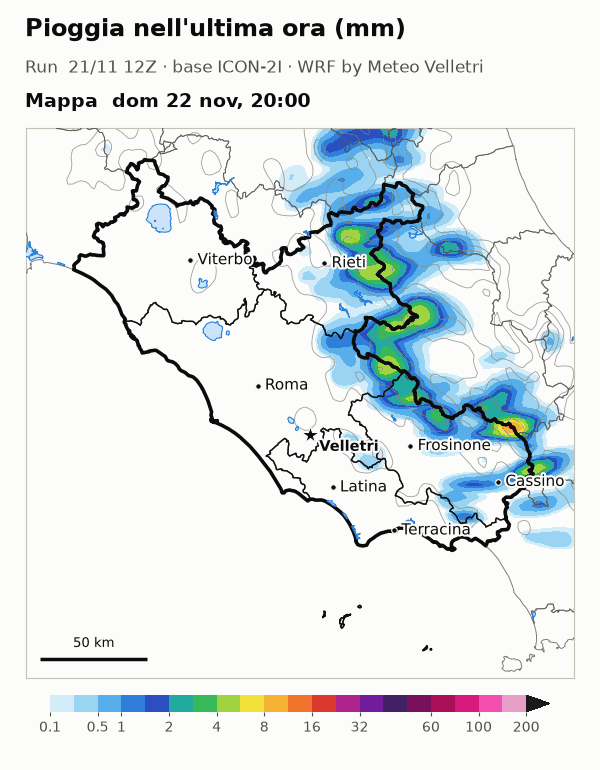 Pioggia nell'ultima ora (mm)
Run  21/11 12Z · base ICON-2I · WRF by Meteo Velletri
Mappa  dom 22 nov, 20:00
Viterbo
Rieti
Roma
Velletri
Frosinone
Latina
Cassino
Terracina
50 km
0.1 0.5 1 2 4 8 16 32 60 100 200